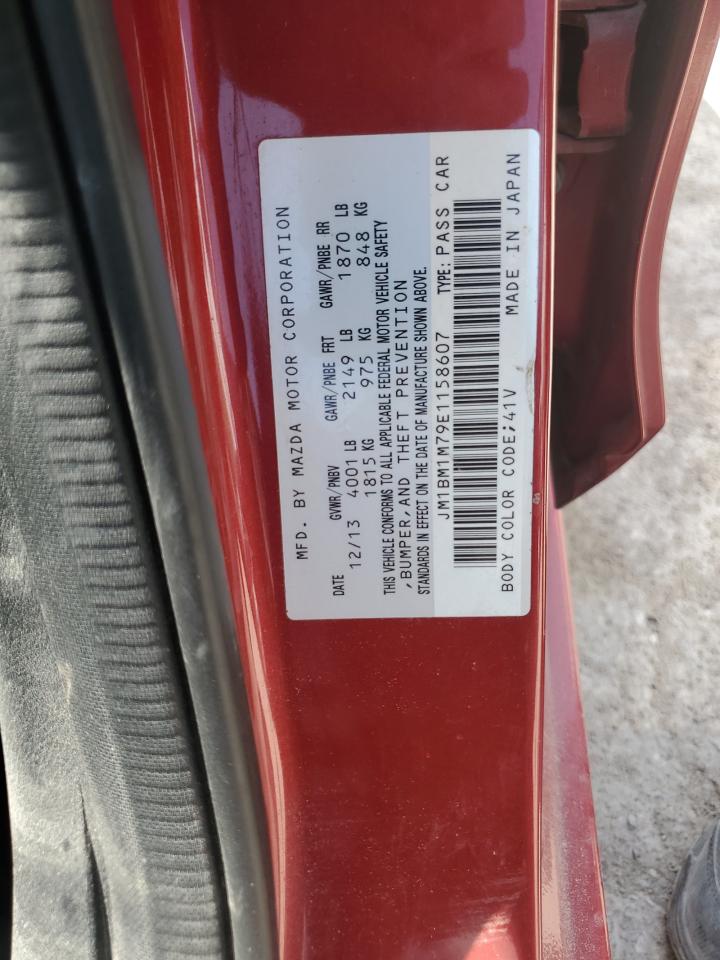 MFD. BY MAZDA MOTOR CORPORATION
DATE GVWR/PNBV GAWR/PNBE FRT GAWR/PNBE RR
12/13 4001 LB 2149 LB 1870 LB
1815 KG 975 KG 848 KG
THIS VEHICLE CONFORMS TO ALL APPLICABLE FEDERAL MOTOR VEHICLE SAFETY
,BUMPER,AND THEFT PREVENTION
STANDARDS IN EFFECT ON THE DATE OF MANUFACTURE SHOWN ABOVE.
JM1BM1M79E1158607 TYPE: PASS CAR
BODY COLOR CODE;41V MADE IN JAPAN